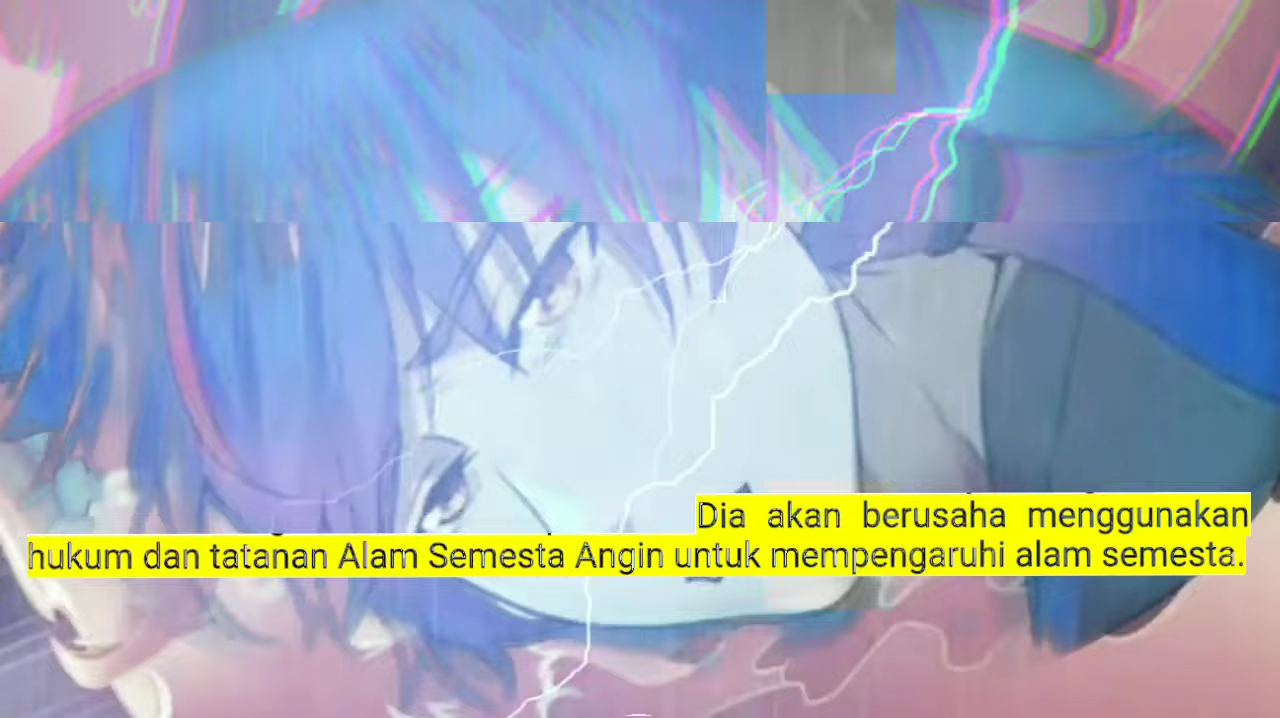 Dia akan berusaha menggunakan
hukum dan tatanan Alam Semesta Angin untuk mempengaruhi alam semesta.